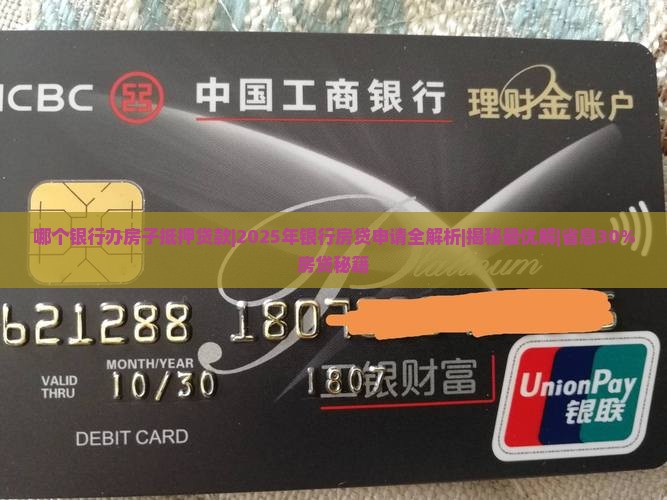 ICBC 中国工商银行 理财金账户
哪个银行办房子抵押贷款|2025年银行房贷申请全解析|揭秘最优利|省息30%
房贷秘籍
Platinum
621288 1807
MONTH/YEAR
VALID THRU 10/30 1807
工银财富
UnionPay
银联
DEBIT CARD